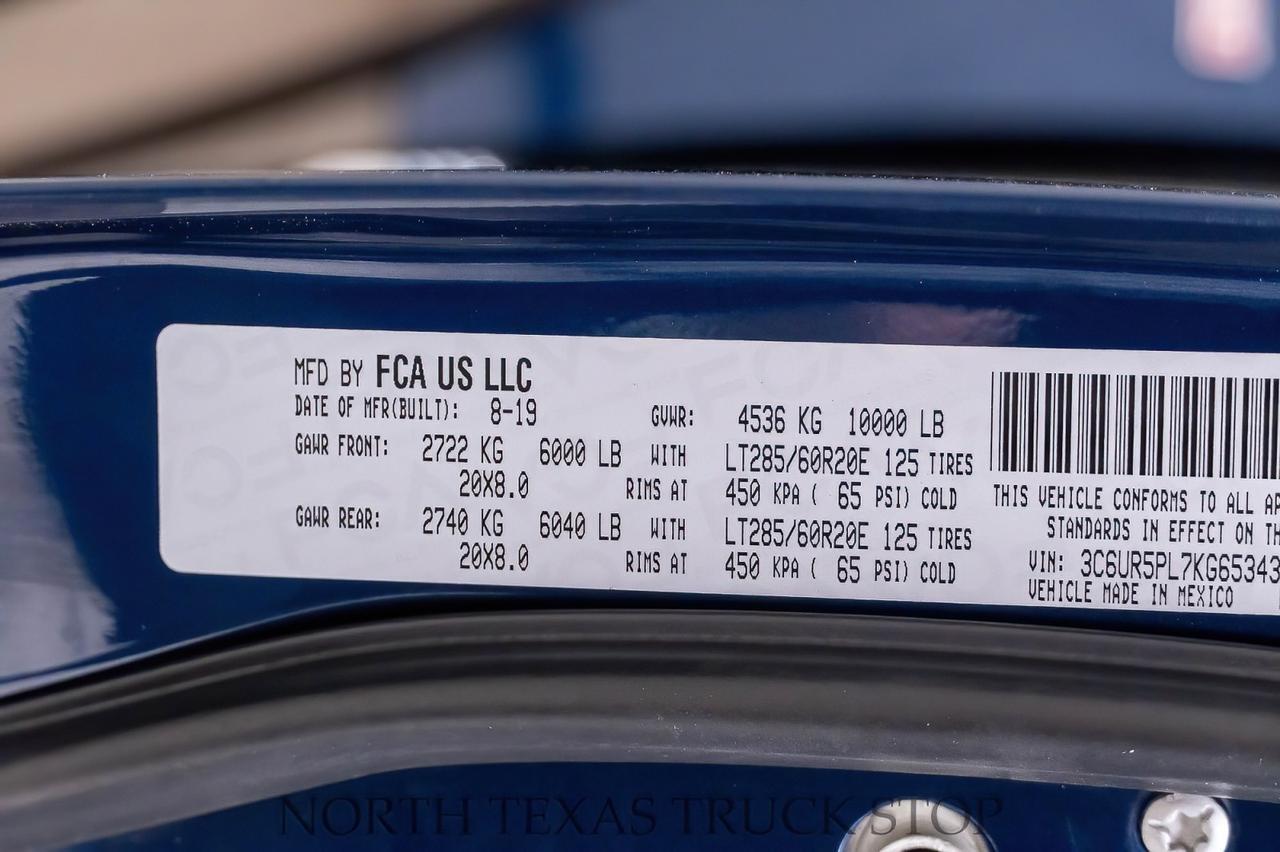 MFD BY FCA US LLC
DATE OF MFR(BUILT): 8-19 GVWR: 4536 KG 10000 LB
GAWR FRONT: 2722 KG 6000 LB WITH LT285/60R20E 125 TIRES
20X8.0 RIMS AT 450 KPA ( 65 PSI) COLD
GAWR REAR: 2740 KG 6040 LB WITH LT285/60R20E 125 TIRES
20X8.0 RIMS AT 450 KPA ( 65 PSI) COLD
THIS VEHICLE CONFORMS TO ALL
STANDARDS IN EFFECT ON
VIN: 3C6UR5PL7KG65343
VEHICLE MADE IN MEXICO
NORTH TEXAS TRUCK STOP